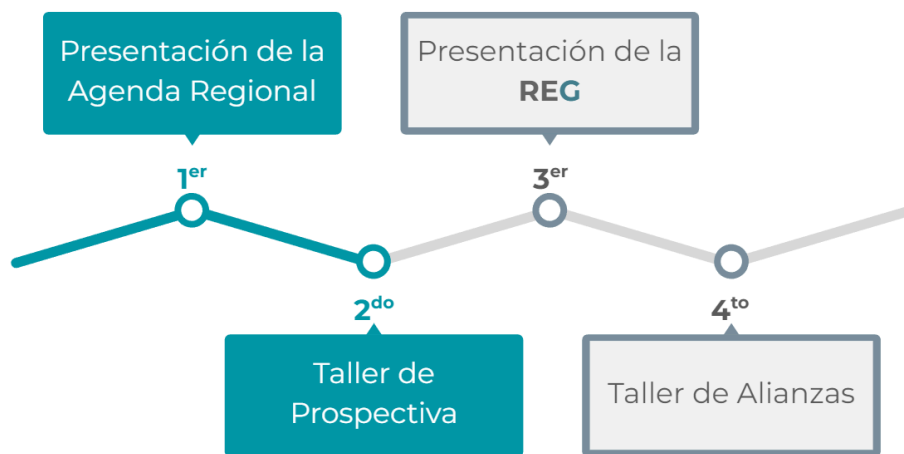 Presentación de la
Agenda Regional
1er
2do
Taller de
Prospectiva
Presentación de la
REG
3er
4to
Taller de Alianzas